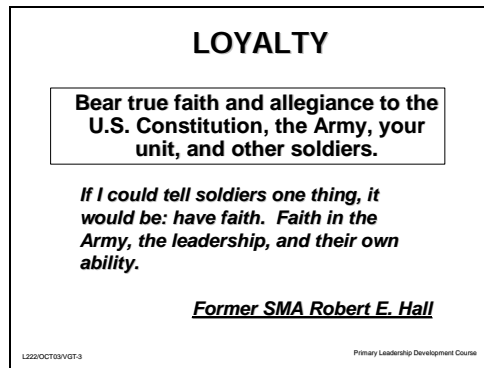 LOYALTY
Bear true faith and allegiance to the
U.S. Constitution, the Army, your
unit, and other soldiers.
If I could tell soldiers one thing, it
would be: have faith.  Faith in the
Army, the leadership, and their own
ability.
Former SMA Robert E. Hall
L222/OCT03/VGT-3
Primary Leadership Development Course